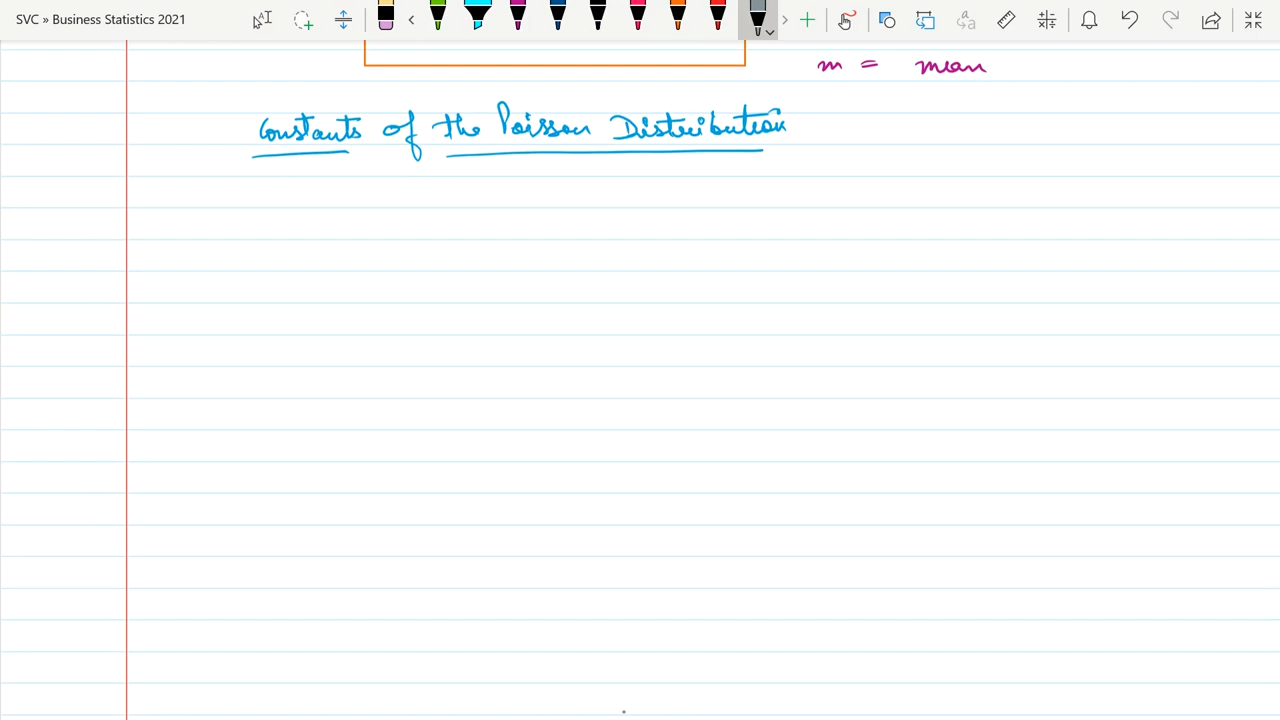 SVC » Business Statistics 2021
m = mean
Constants of the Poisson Distribution